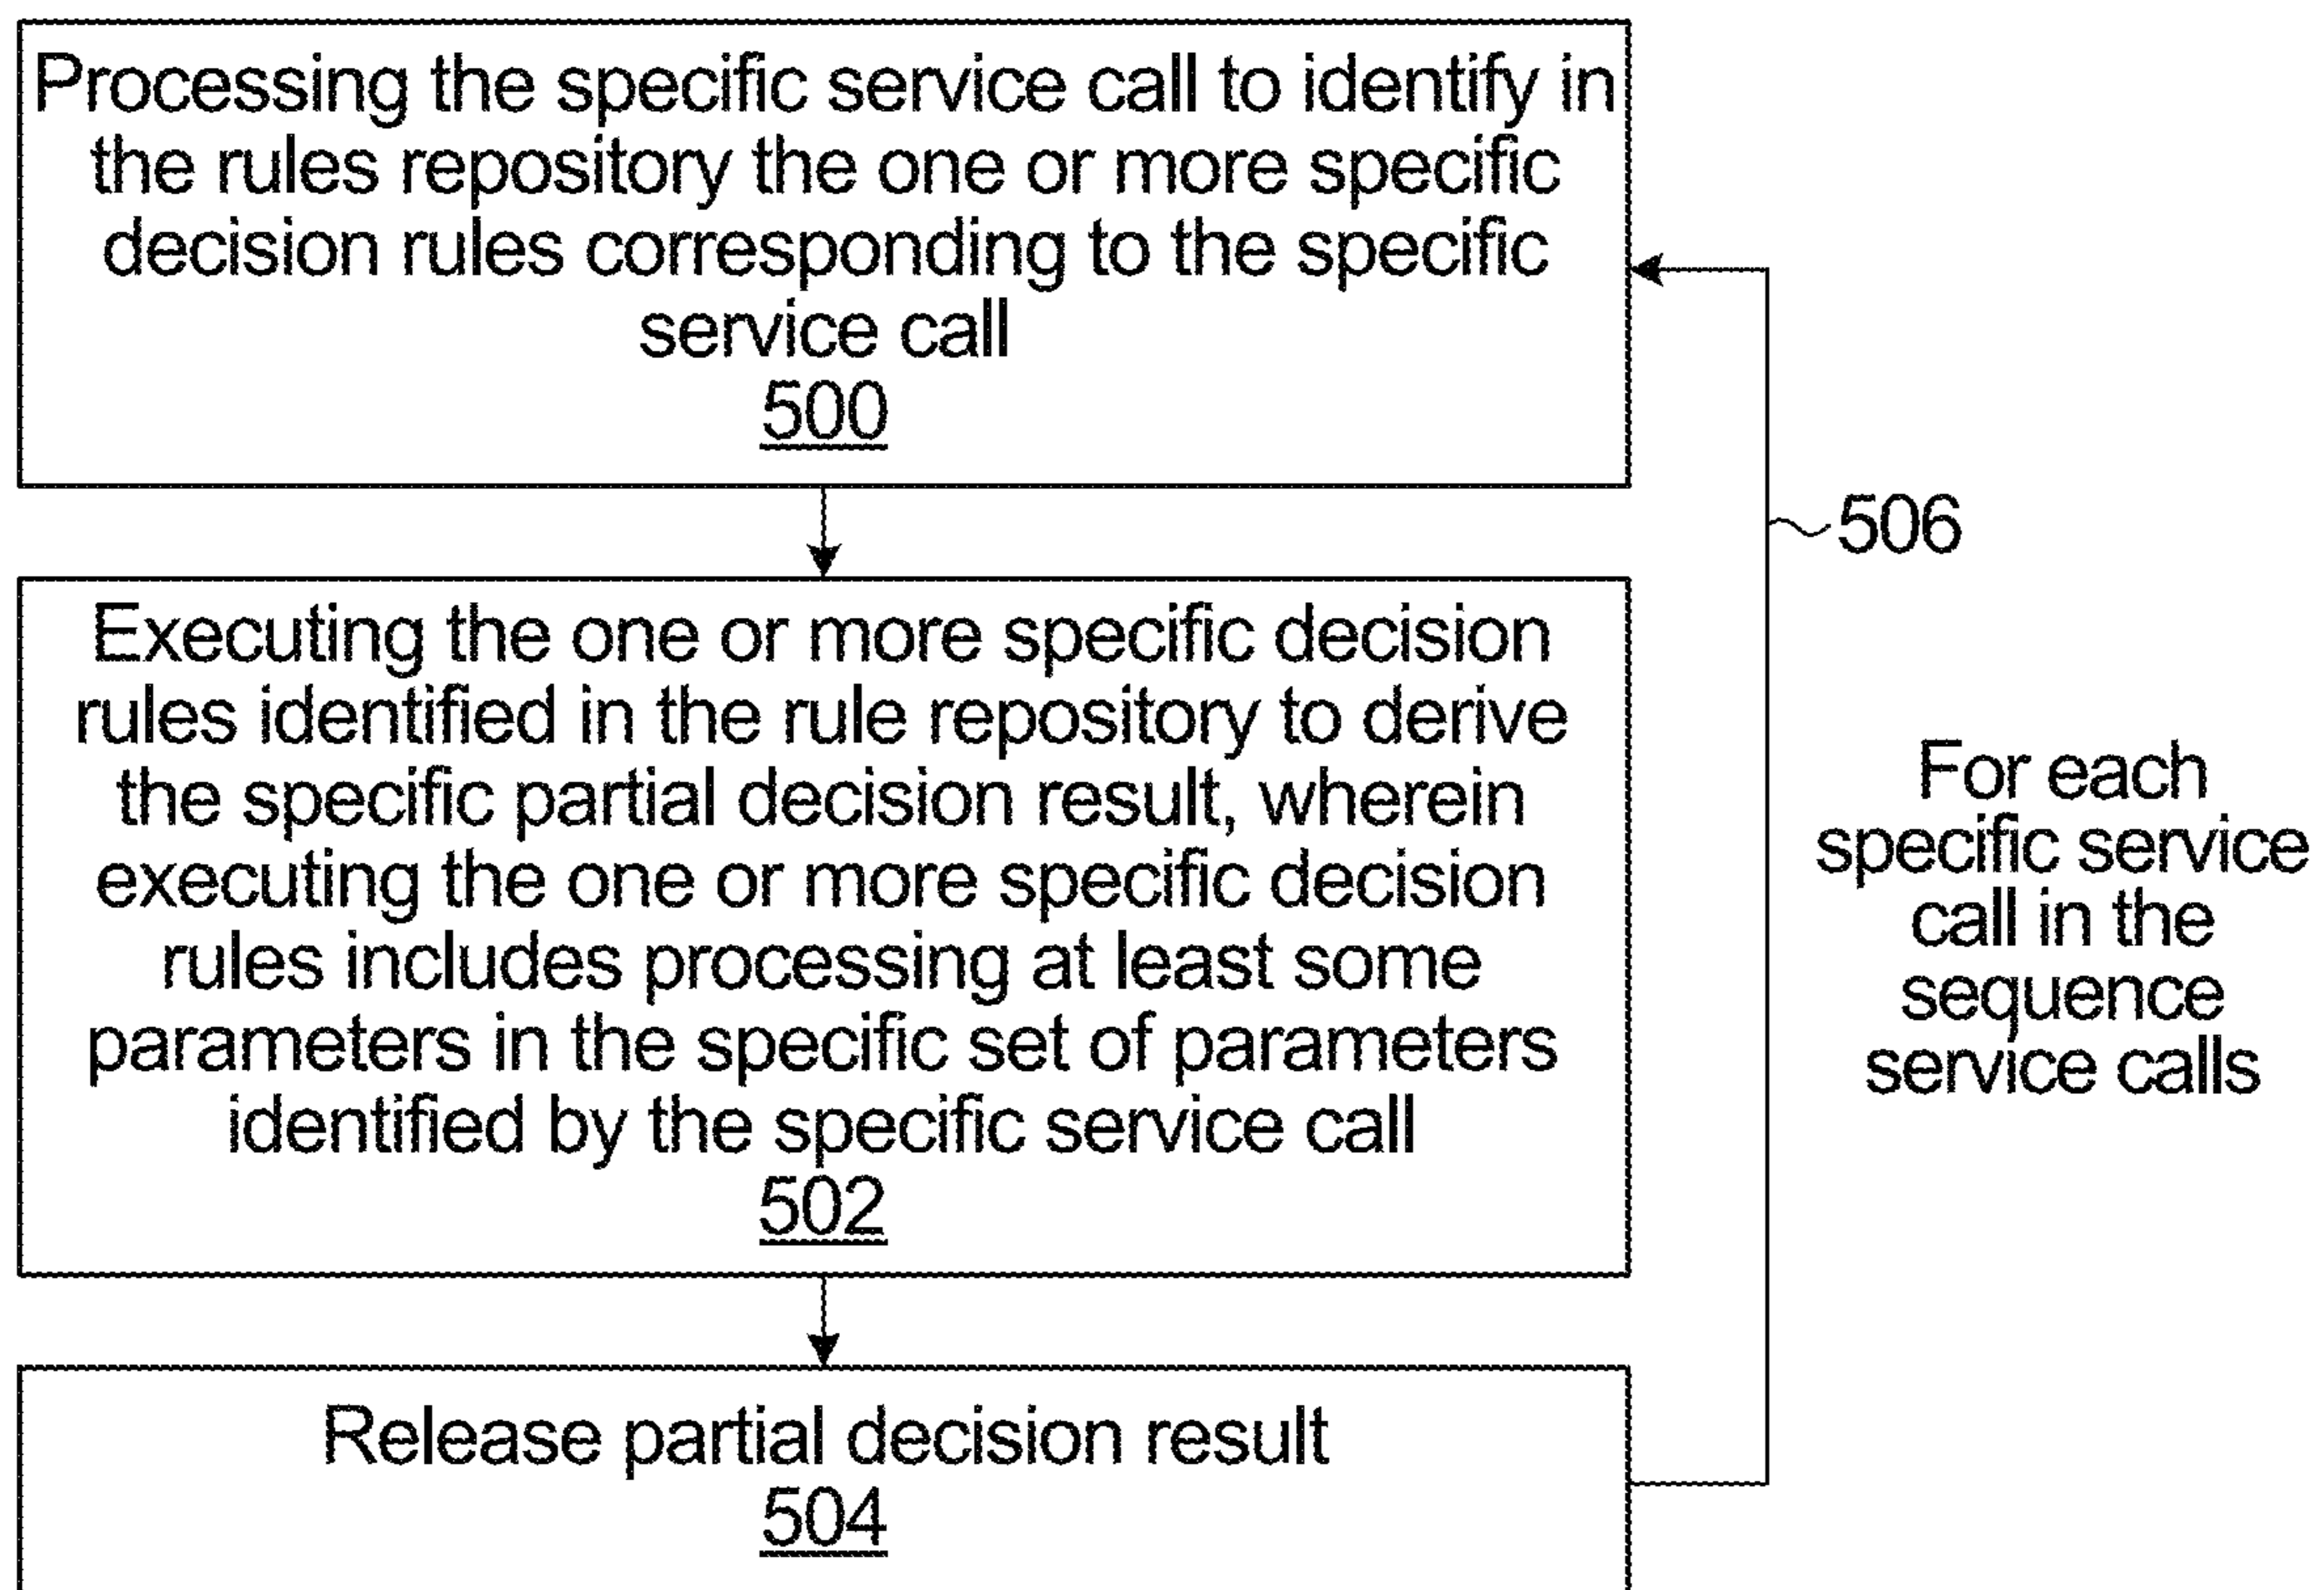 Processing the specific service call to identify in
the rules repository the one or more specific
decision rules corresponding to the specific
service call
500
506
Executing the one or more specific decision
rules identified in the rule repository to derive
the specific partial decision result, wherein
executing the one or more specific decision
rules includes processing at least some
parameters in the specific set of parameters
identified by the specific service call
502
For each
specific service
call in the
sequence
service calls
Release partial decision result
504